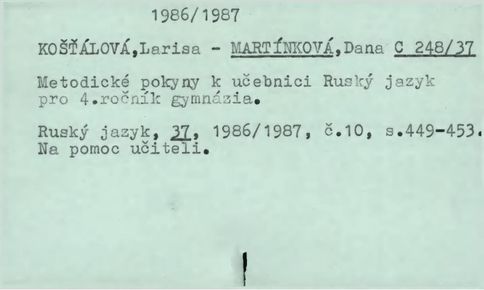 1986/1987
KOŠŤÁLOVÁ,Larisa - MARTÍNKOVÁ,Dana C 248/37
Metodické pokyny k učebnici Ruský jazyk
pro 4.ročník gymnázia.
Ruský jazyk, 37, 1986/1987, č.10, s.449-453.
Na pomoc učiteli.